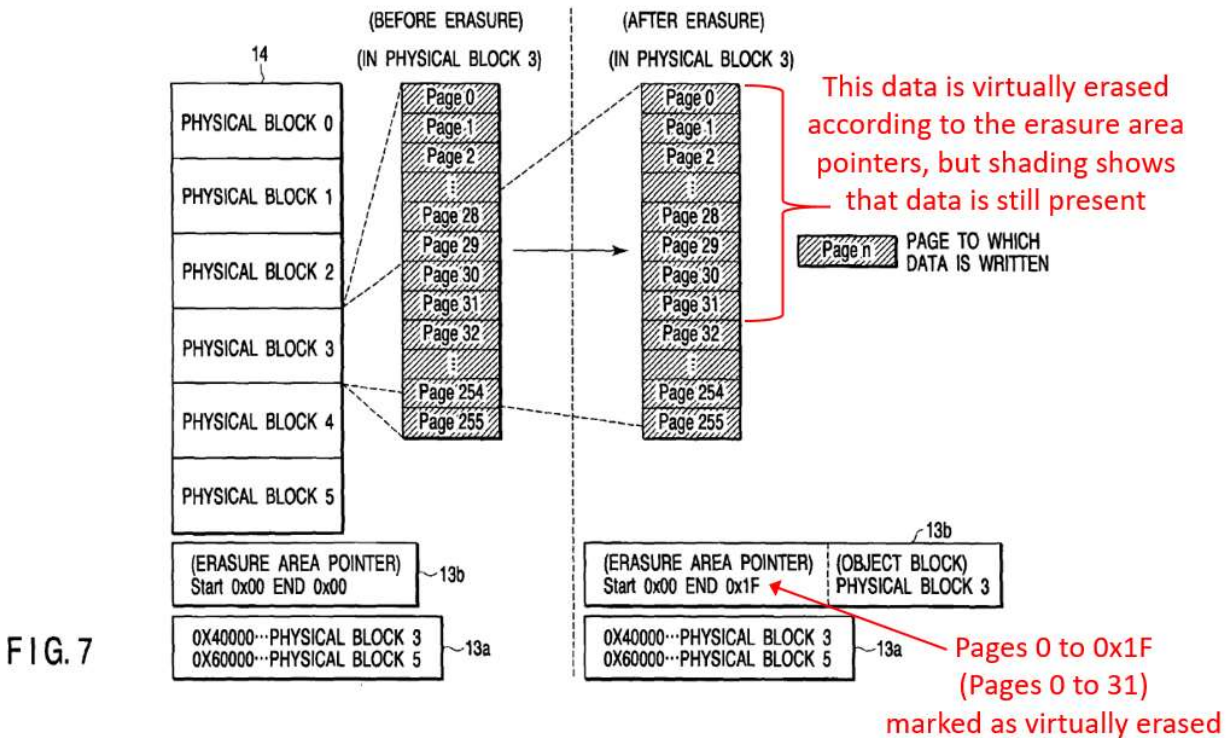 (BEFORE ERASURE)
(IN PHYSICAL BLOCK 3)
(AFTER ERASURE)
(IN PHYSICAL BLOCK 3)
14
PHYSICAL BLOCK 0
PHYSICAL BLOCK 1
PHYSICAL BLOCK 2
PHYSICAL BLOCK 3
PHYSICAL BLOCK 4
PHYSICAL BLOCK 5
Page 0
Page 1
Page 2
Page 28
Page 29
Page 30
Page 31
Page 32
Page 254
Page 255
Page 0
Page 1
Page 2
Page 28
Page 29
Page 30
Page 31
Page 32
Page 254
Page 255
This data is virtually erased
according to the erasure area
pointers, but shading shows
that data is still present
Page n
PAGE TO WHICH
DATA IS WRITTEN
(ERASURE AREA POINTER)
Start 0x00 END 0x00
13b
0X40000···PHYSICAL BLOCK 3
0X60000···PHYSICAL BLOCK 5
13a
13b
(ERASURE AREA POINTER)
Start 0x00 END 0x1F
(OBJECT BLOCK)
PHYSICAL BLOCK 3
0X40000···PHYSICAL BLOCK 3
0X60000···PHYSICAL BLOCK 5
13a
Pages 0 to 0x1F
(Pages 0 to 31)
marked as virtually erased
FIG. 7